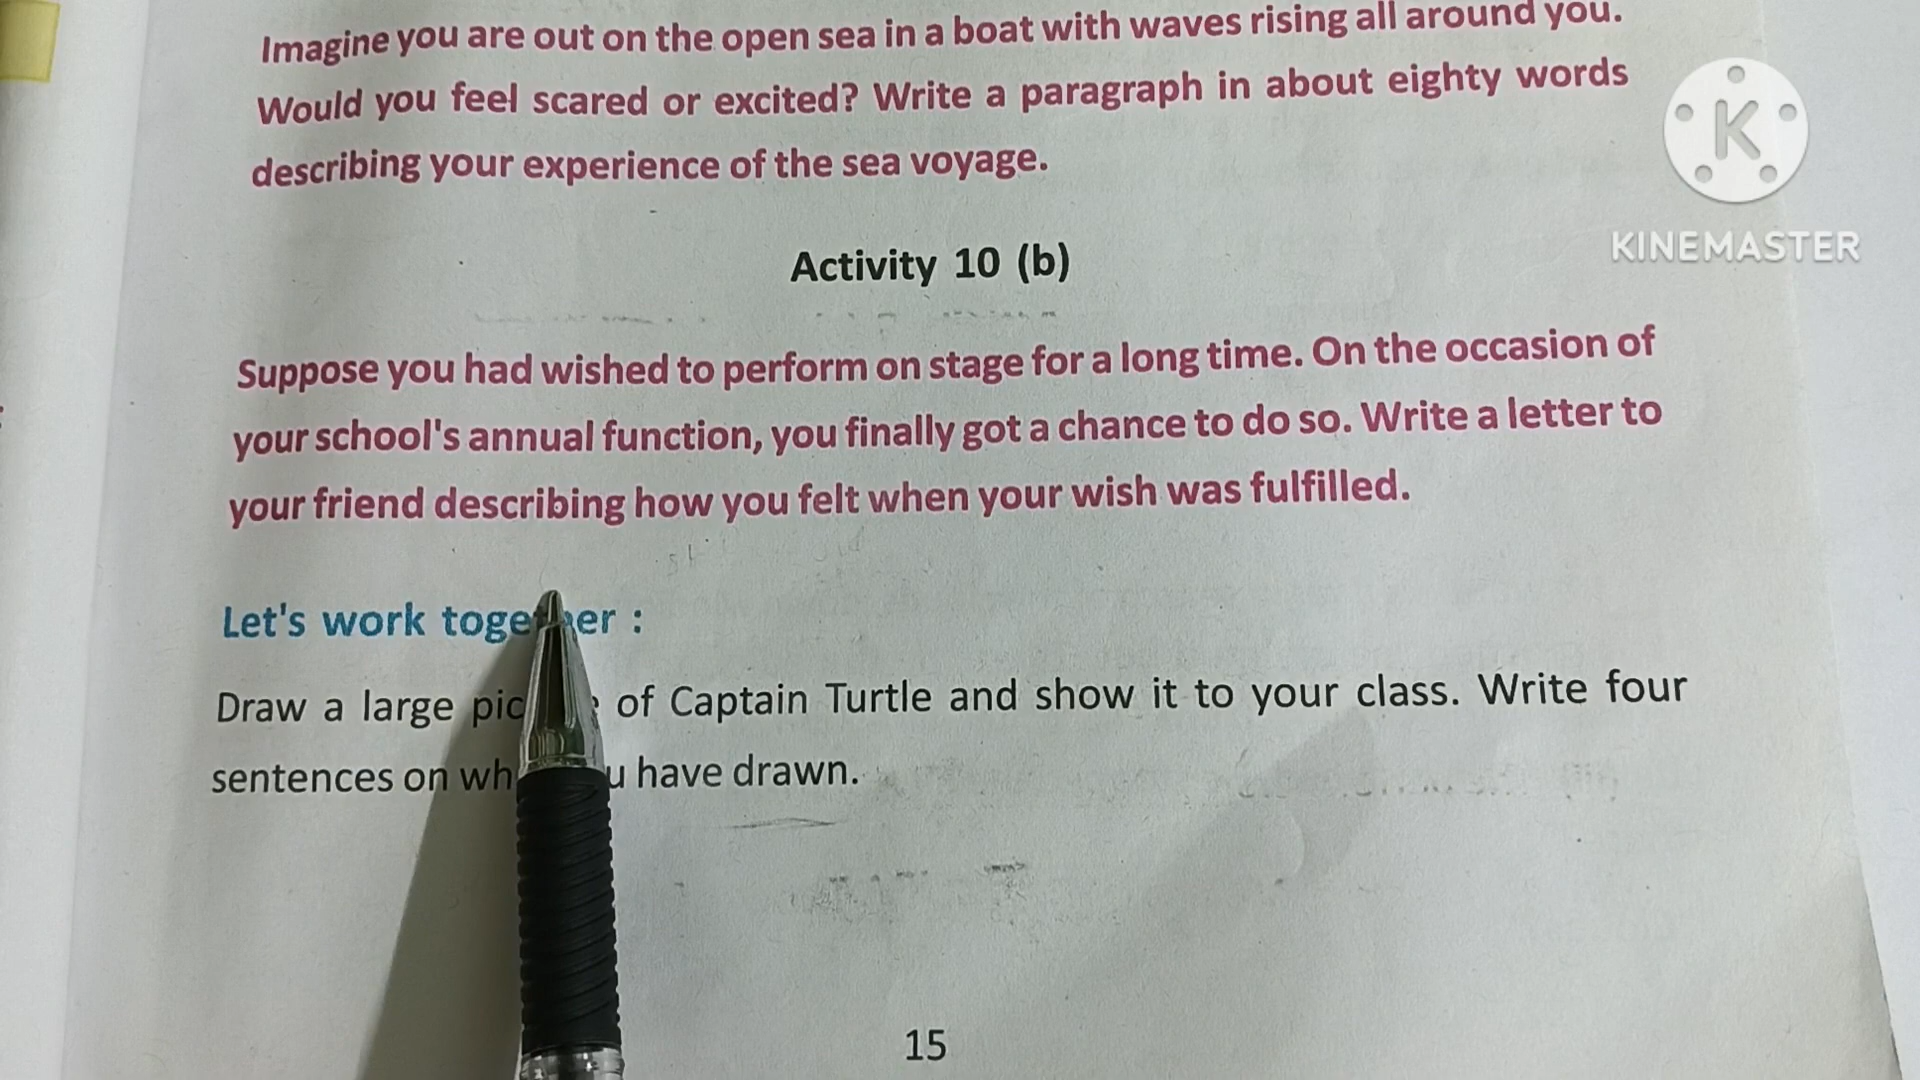 Imagine you are out on the open sea in a boat with waves rising all around you.
Would you feel scared or excited? Write a paragraph in about eighty words
describing your experience of the sea voyage.
K
KINEMASTER
Activity 10 (b)
Suppose you had wished to perform on stage for a long time. On the occasion of
your school's annual function, you finally got a chance to do so. Write a letter to
your friend describing how you felt when your wish was fulfilled.
Let's work together :
Draw a large of Captain Turtle and show it to your class. Write four
sentences on have drawn.
15